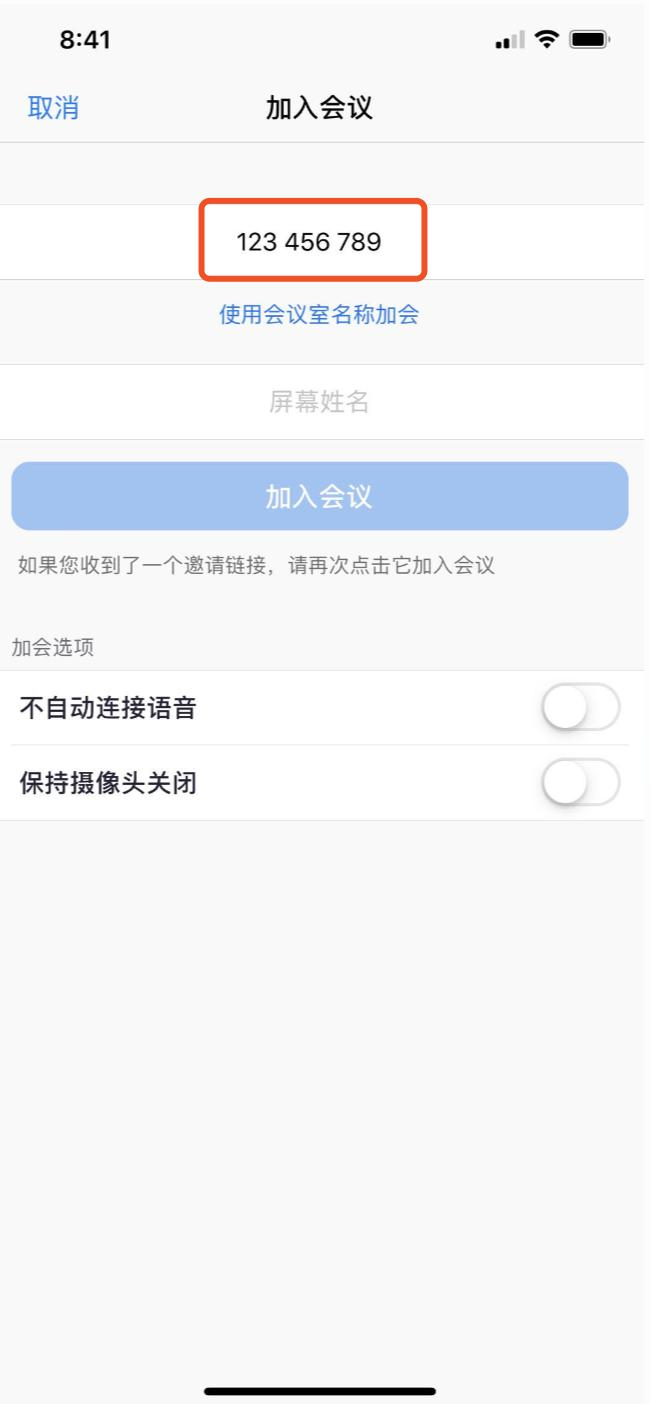 8:41
取消
加入会议
123 456 789
使用会议室名称加会
屏幕姓名
加入会议
如果您收到了一个邀请链接，请再次点击它加入会议
加会选项
不自动连接语音
保持摄像头关闭